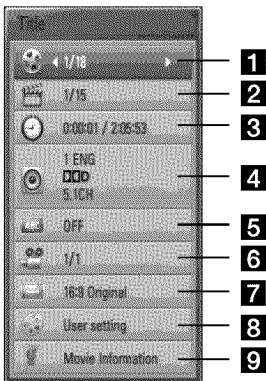 Title
1/18
1
1/15
2
0:00:01 / 2:05:53
3
1 ENG
5.1CH
4
ABC
OFF
5
1/1
6
16:9 Original
7
User setting
8
Movie Information
9